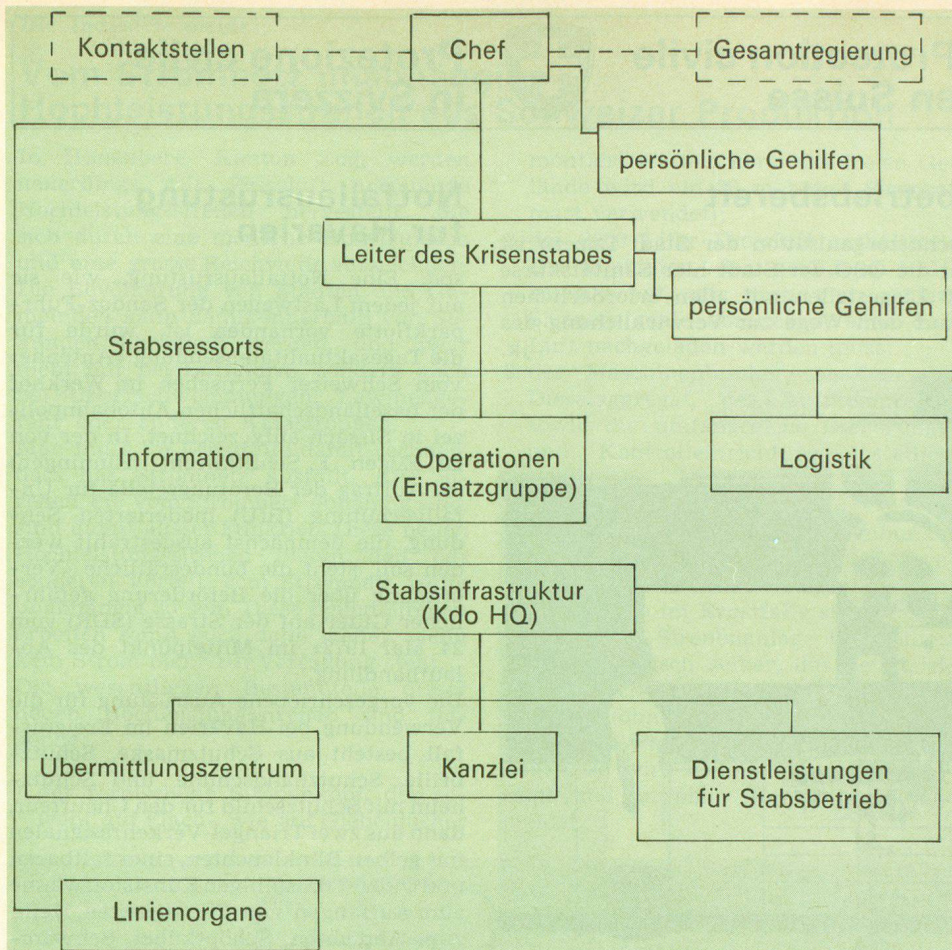 Kontaktstellen
Chef
Gesamtregierung
persönliche Gehilfen
Leiter des Krisenstabes
persönliche Gehilfen
Stabsressorts
Information
Operationen
(Einsatzgruppe)
Logistik
Stabsinfrastruktur
(Kdo HQ)
Übermittlungszentrum
Kanzlei
Dienstleistungen
für Stabsbetrieb
Linienorgane